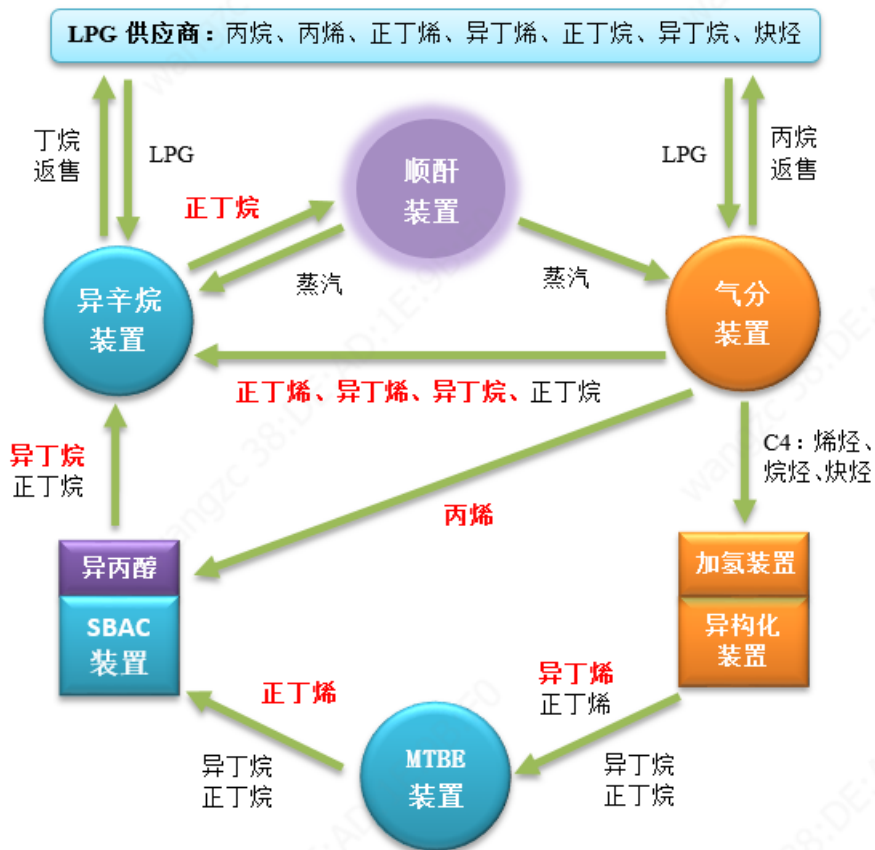 LPG 供应商：丙烷、丙烯、正丁烯、异丁烯、正丁烷、异丁烷、炔烃
丁烷
返售
LPG
正丁烷
顺酐
装置
LPG
丙烷
返售
蒸汽
蒸汽
异辛烷
装置
气分
装置
正丁烯、异丁烯、异丁烷、正丁烷
异丁烷
正丁烷
C4：烯烃、
烷烃、炔烃
丙烯
异丙醇
SBAC
装置
加氢装置
异构化
装置
正丁烯
异丁烯
正丁烯
异丁烷
正丁烷
MTBE
装置
异丁烷
正丁烷